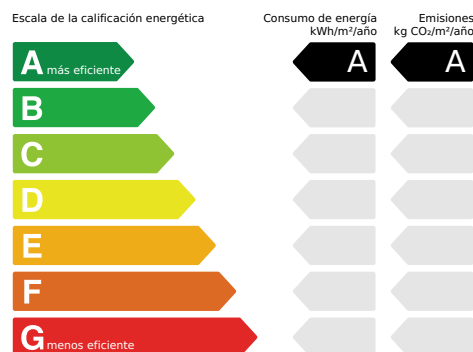 Escala de la calificación energética
Consumo de energía
kWh/m²/año
Emisiones
kg CO₂/m²/año
A más eficiente
A
A
B
C
D
E
F
G menos eficiente